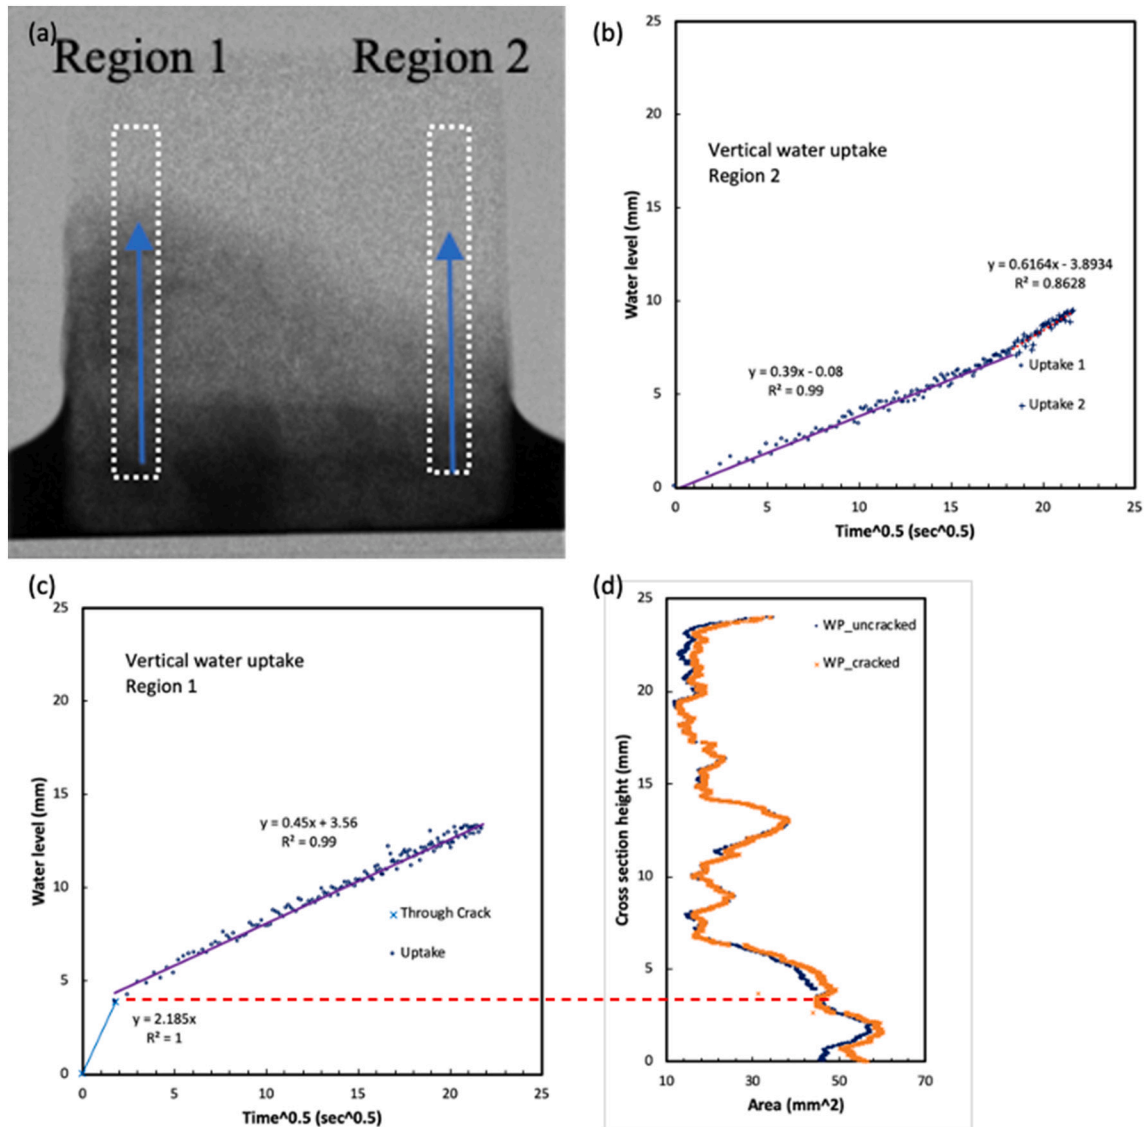 (a)
Region 1
Region 2
(b)
25
20
15
10
5
0
Water level (mm)
Vertical water uptake
Region 2
y = 0.6164x - 3.8934
R² = 0.8628
y = 0.39x - 0.08
R² = 0.99
Uptake 1
Uptake 2
0 5 10 15 20 25
Time^0.5 (sec^0.5)
(c)
25
20
15
10
5
0
Water level (mm)
Vertical water uptake
Region 1
y = 0.45x + 3.56
R² = 0.99
Through Crack
Uptake
y = 2.185x
R² = 1
0 5 10 15 20 25
Time^0.5 (sec^0.5)
(d)
25
20
15
10
5
0
Cross section height (mm)
WP_uncracked
WP_cracked
10 30 50 70
Area (mm^2)